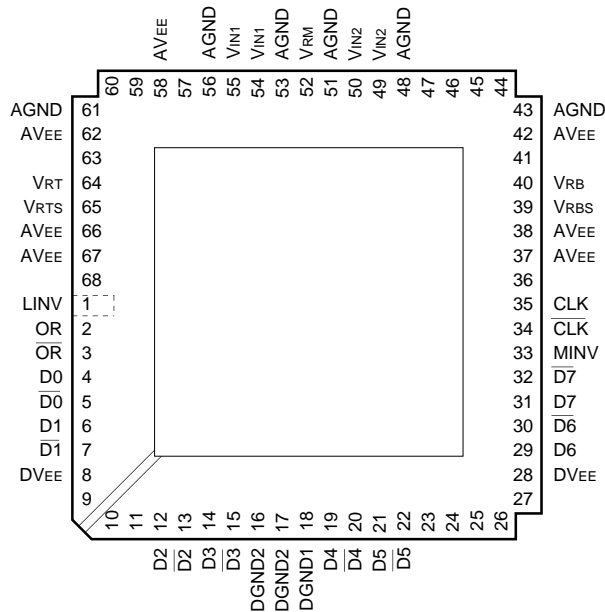 AVEE AGND VIN1 VIN1 AGND VRM AGND VIN2 VIN2 AGND
60 59 58 57 56 55 54 53 52 51 50 49 48 47 46 45 44
AGND 61 43 AGND
AVEE 62 42 AVEE
63 41
VRT 64 40 VRB
VRTS 65 39 VRBS
AVEE 66 38 AVEE
AVEE 67 37 AVEE
68 36
LINV 1 35 CLK
OR 2 34 CLK
OR 3 33 MINV
D0 4 32 D7
D0 5 31 D7
D1 6 30 D6
D1 7 29 D6
DVEE 8 28 DVEE
9 27
10 11 12 13 14 15 16 17 18 19 20 21 22 23 24 25 26
D2 D2 D3 D3 DGND2 DGND2 DGND1 D4 D4 D5 D5